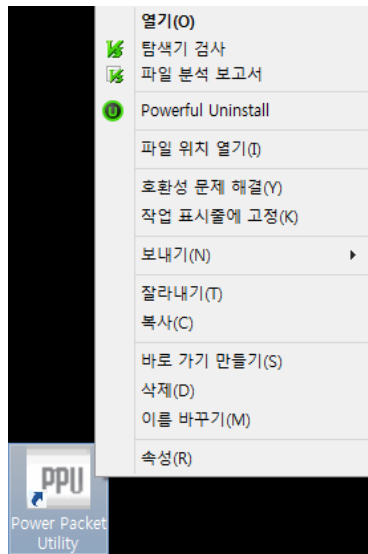 열기(O)
탐색기 검사
파일 분석 보고서
Powerful Uninstall
파일 위치 열기(I)
호환성 문제 해결(Y)
작업 표시줄에 고정(K)
보내기(N)
잘라내기(T)
복사(C)
바로 가기 만들기(S)
삭제(D)
이름 바꾸기(M)
속성(R)
PPU
Power Packet
Utility